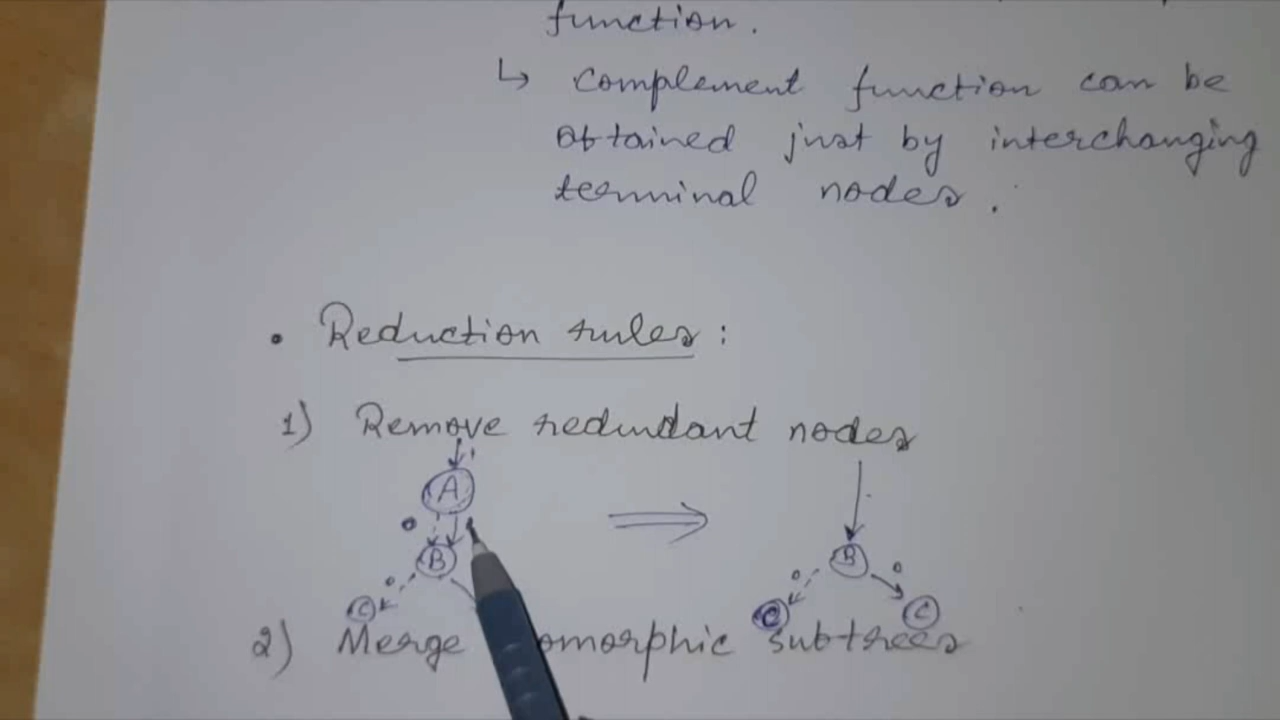 function.
↳ complement function can be
obtained just by interchanging
terminal nodes.
• Reduction rules:
1) Remove redundant nodes
A
0
B B
0 0 0
C C C
2) Merge omorphic subtrees